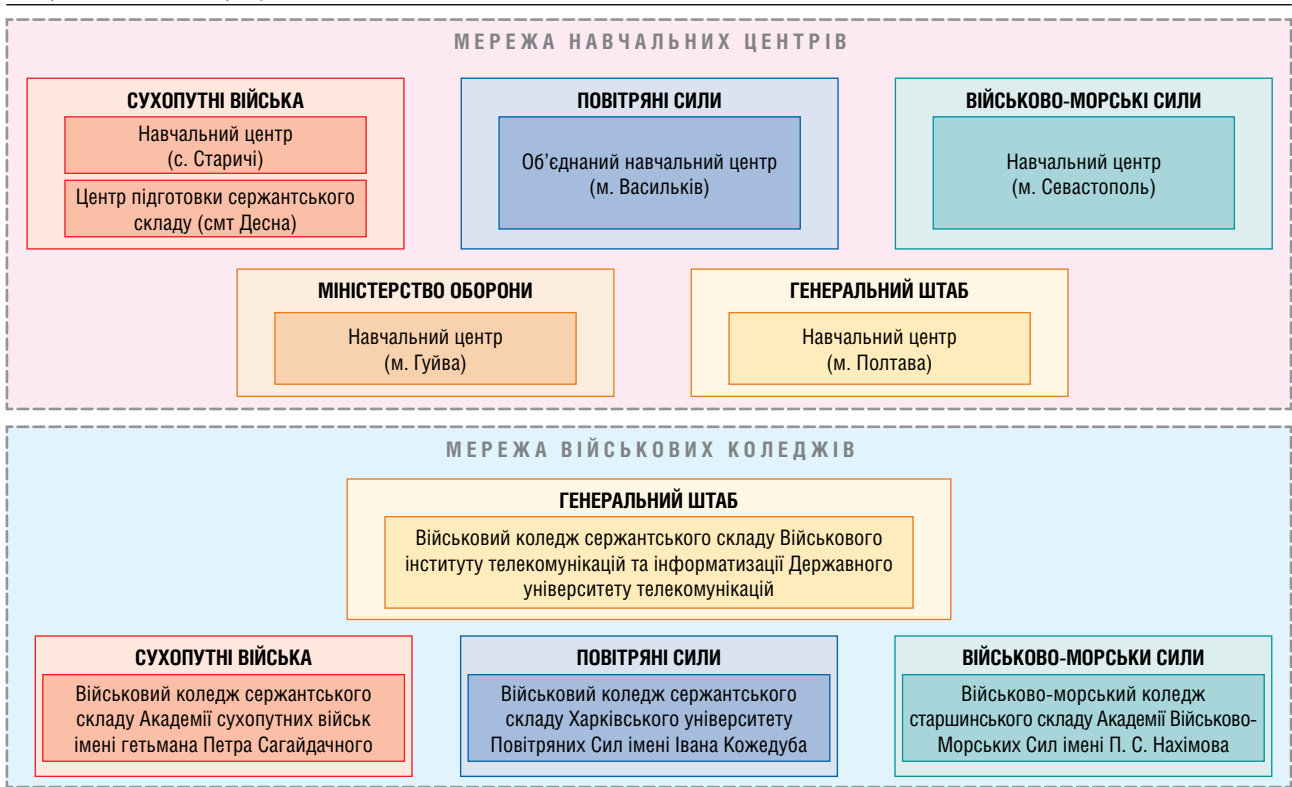 МЕРЕЖА НАВЧАЛЬНИХ ЦЕНТРІВ
СУХОПУТНІ ВІЙСЬКА
Навчальний центр
(с. Старичі)
Центр підготовки сержантського
складу (смт Десна)
ПОВІТРЯНІ СИЛИ
Об’єднаний навчальний центр
(м. Васильків)
ВІЙСЬКОВО-МОРСЬКІ СИЛИ
Навчальний центр
(м. Севастополь)
МІНІСТЕРСТВО ОБОРОНИ
Навчальний центр
(м. Гуйва)
ГЕНЕРАЛЬНИЙ ШТАБ
Навчальний центр
(м. Полтава)
МЕРЕЖА ВІЙСЬКОВИХ КОЛЕДЖІВ
ГЕНЕРАЛЬНИЙ ШТАБ
Військовий коледж сержантського складу Військового
інституту телекомунікацій та інформатизації Державного
університету телекомунікацій
СУХОПУТНІ ВІЙСЬКА
Військовий коледж сержантського
складу Академії сухопутних військ
імені гетьмана Петра Сагайдачного
ПОВІТРЯНІ СИЛИ
Військовий коледж сержантського
складу Харківського університету
Повітряних Сил імені Івана Кожедуба
ВІЙСЬКОВО-МОРСЬКИ СИЛИ
Військово-морський коледж
старшинського складу Академії Військово-
Морських Сил імені П. С. Нахімова